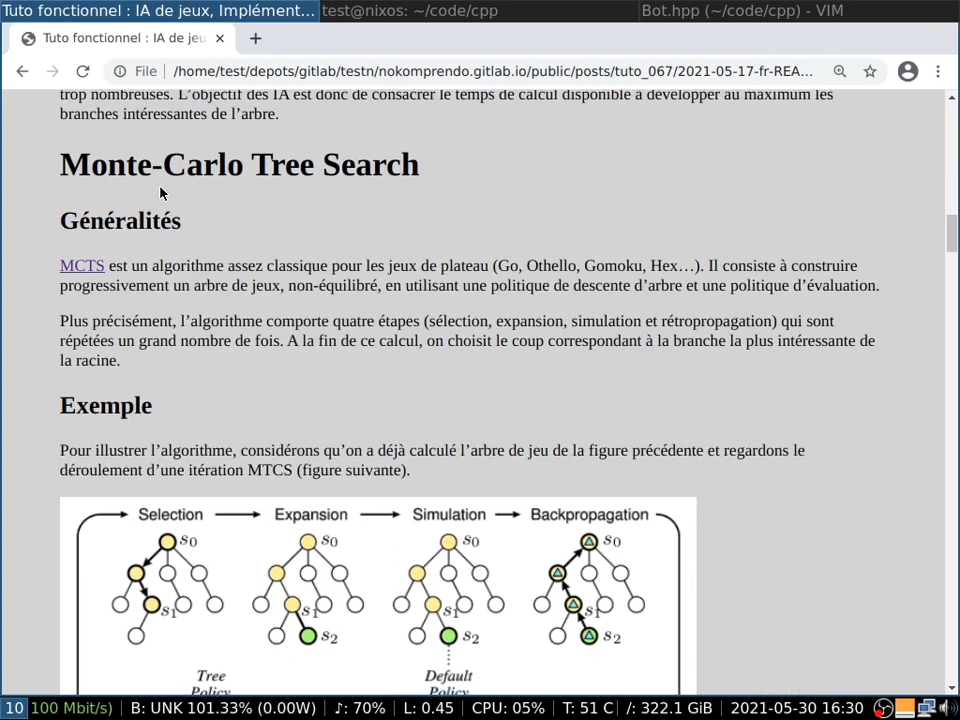 Tuto fonctionnel : IA de jeux, Implément... test@nixos: ~/code/cpp Bot.hpp (~/code/cpp) - VIM
Tuto fonctionnel : IA de jeu × +
File /home/test/depots/gitlab/testn/nokomprendo.gitlab.io/public/posts/tuto_067/2021-05-17-fr-REA...
trop nombreuses. L’objectif des IA est donc de consacrer le temps de calcul disponible à développer au maximum les
branches intéressantes de l’arbre.
Monte-Carlo Tree Search
Généralités
MCTS est un algorithme assez classique pour les jeux de plateau (Go, Othello, Gomoku, Hex…). Il consiste à construire
progressivement un arbre de jeux, non-équilibré, en utilisant une politique de descente d’arbre et une politique d’évaluation.
Plus précisément, l’algorithme comporte quatre étapes (sélection, expansion, simulation et rétropropagation) qui sont
répétées un grand nombre de fois. A la fin de ce calcul, on choisit le coup correspondant à la branche la plus intéressante de
la racine.
Exemple
Pour illustrer l’algorithme, considérons qu’on a déjà calculé l’arbre de jeu de la figure précédente et regardons le
déroulement d’une itération MTCS (figure suivante).
Selection Expansion Simulation Backpropagation
s0 s0 s0 s0
s1 s1 s1 s1
s2 s2 s2
Tree Default
Policy Policy
10 100 Mbit/s) B: UNK 101.33% (0.00W) ♪: 70% L: 0.45 CPU: 05% T: 51 C /: 322.1 GiB 2021-05-30 16:30